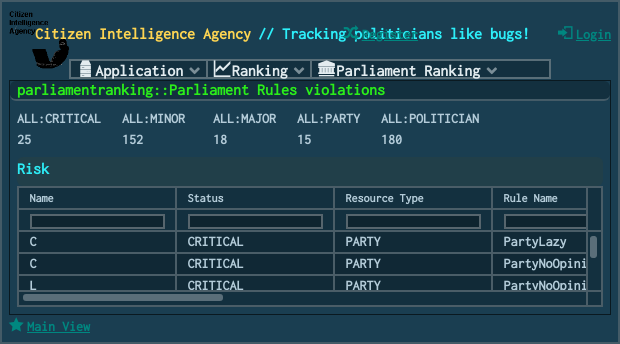 Citizen
Intelligence
Agency
Citizen Intelligence Agency // Tracking politicians like bugs!
Register
Login
Application
Ranking
Parliament Ranking
parliamentranking::Parliament Rules violations
ALL:CRITICAL ALL:MINOR ALL:MAJOR ALL:PARTY ALL:POLITICIAN
25 152 18 15 180
Risk
Name Status Resource Type Rule Name
C CRITICAL PARTY PartyLazy
C CRITICAL PARTY PartyNoOpini
L CRITICAL PARTY PartyNoOpini
Main View